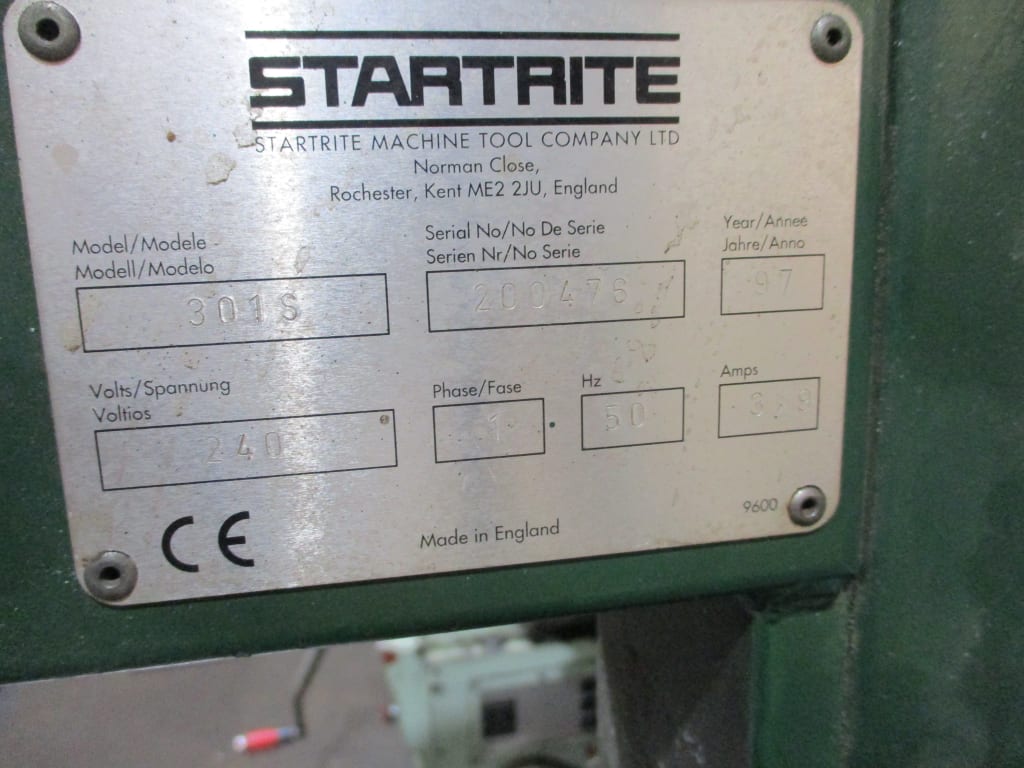 STARTRITE
STARTRITE MACHINE TOOL COMPANY LTD
Norman Close,
Rochester, Kent ME2 2JU, England
Model/Modele
Modell/Modelo
301S
Serial No/No De Serie
Serien Nr/No Serie
200476
Year/Annee
Jahre/Anno
97
Volts/Spannung
Voltios
240
Phase/Fase
1
Hz
50
Amps
CE
Made in England
9600